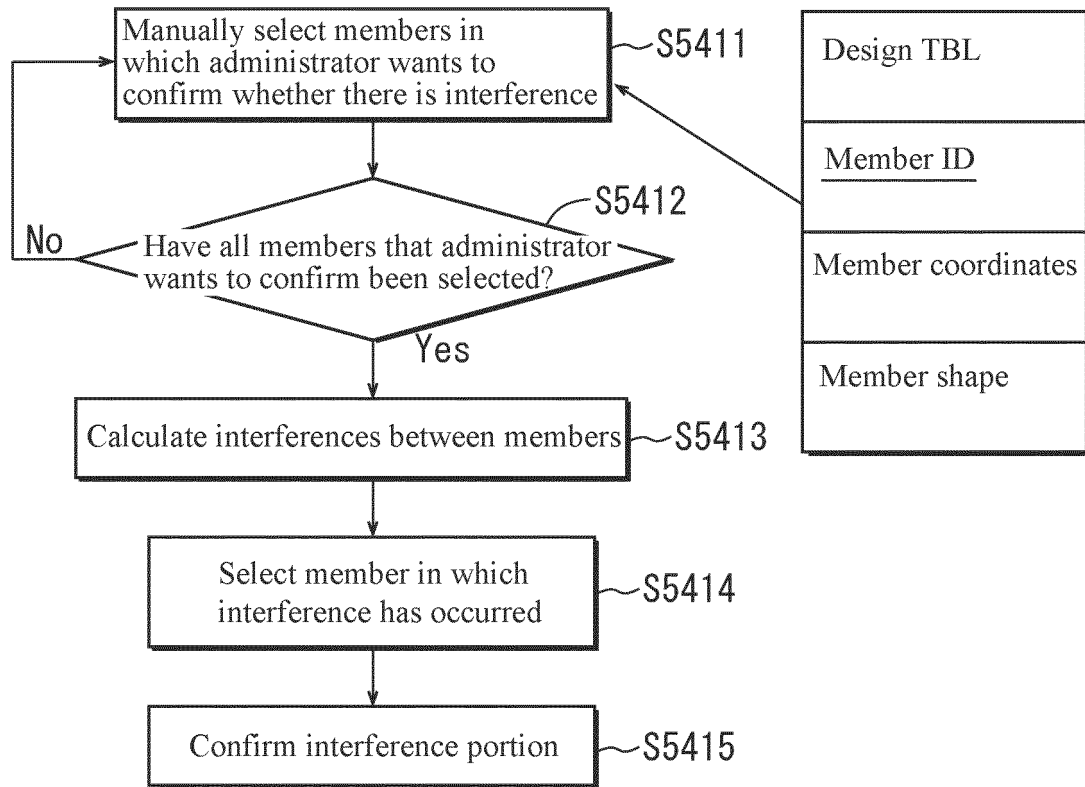 Manually select members in
which administrator wants to
confirm whether there is interference
S5411
S5412
No
Have all members that administrator
wants to confirm been selected?
Yes
Calculate interferences between members
S5413
Select member in which
interference has occurred
S5414
Confirm interference portion
S5415
Design TBL
Member ID
Member coordinates
Member shape